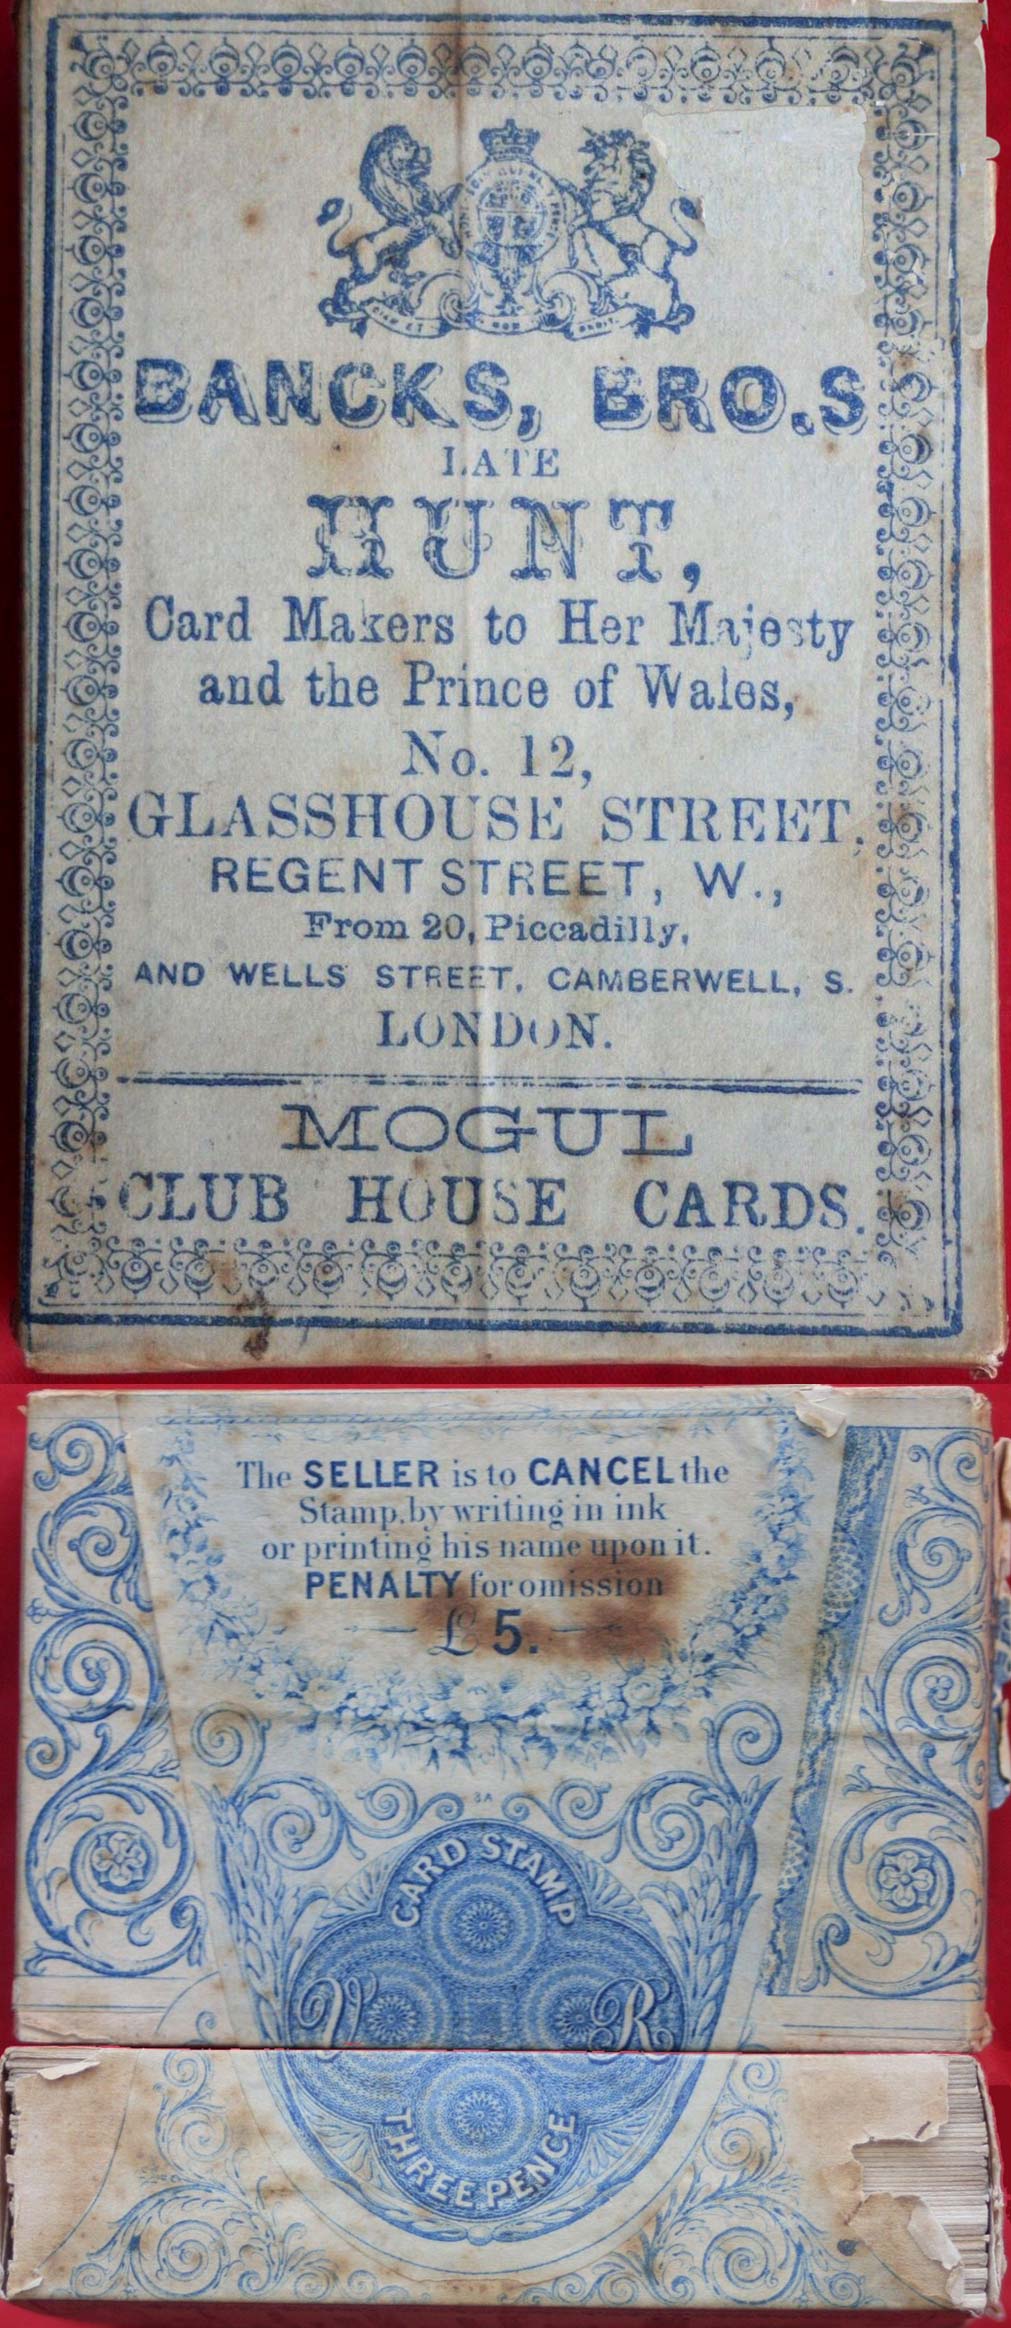 BANCKS, BRO.S
LATE
HUNT,
Card Makers to Her Majesty
and the Prince of Wales,
No. 12,
GLASSHOUSE STREET,
REGENT STREET, W.,
From 20, Piccadilly,
AND WELLS STREET, CAMBERWELL, S.
LONDON.
MOGUL
CLUB HOUSE CARDS.
The SELLER is to CANCEL the
Stamp, by writing in ink
or printing his name upon it.
PENALTY for omission
£5.
CARD STAMP
V R
THREE PENCE